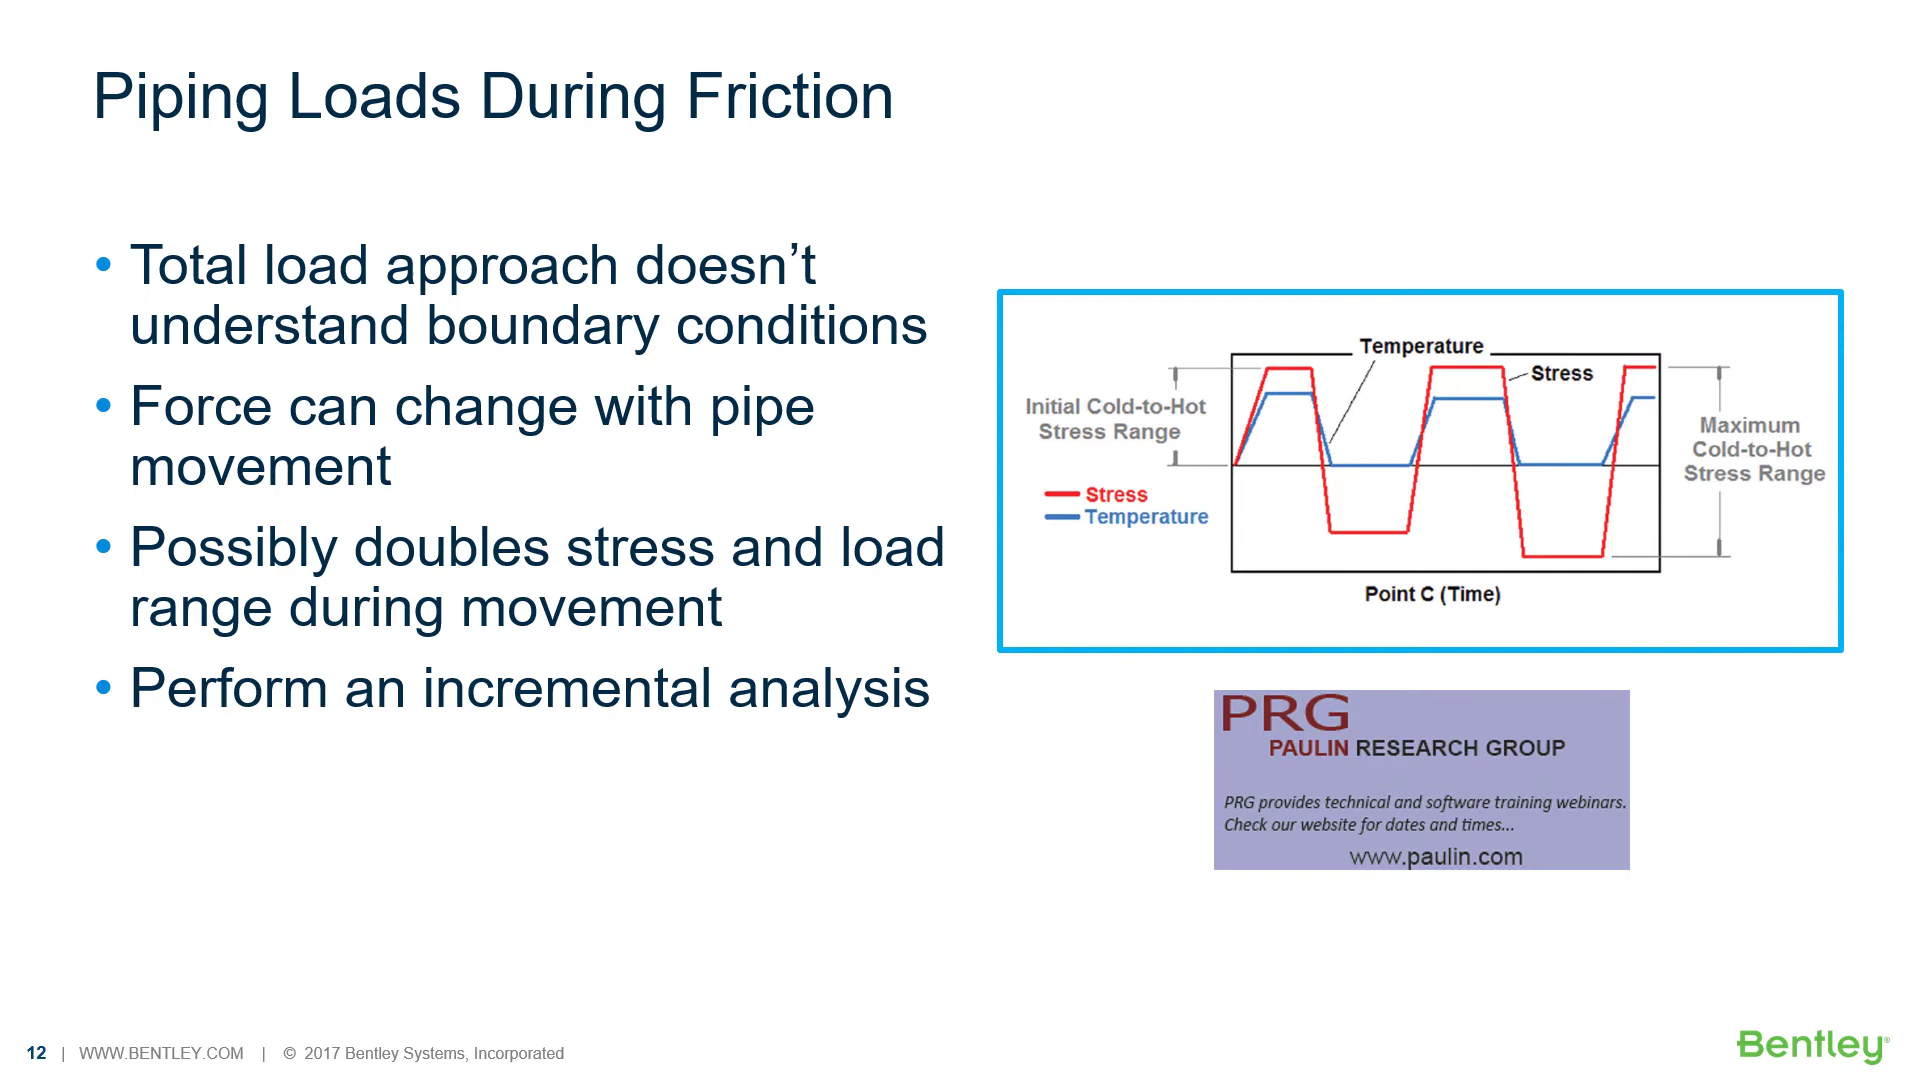 Piping Loads During Friction
• Total load approach doesn’t
understand boundary conditions
• Force can change with pipe
movement
• Possibly doubles stress and load
range during movement
• Perform an incremental analysis
Temperature
Stress
Initial Cold-to-Hot
Stress Range
Maximum
Cold-to-Hot
Stress Range
Stress
Temperature
Point C (Time)
PRG
PAULIN RESEARCH GROUP
PRG provides technical and software training webinars.
Check our website for dates and times...
www.paulin.com
12 | WWW.BENTLEY.COM | © 2017 Bentley Systems, Incorporated
Bentley®